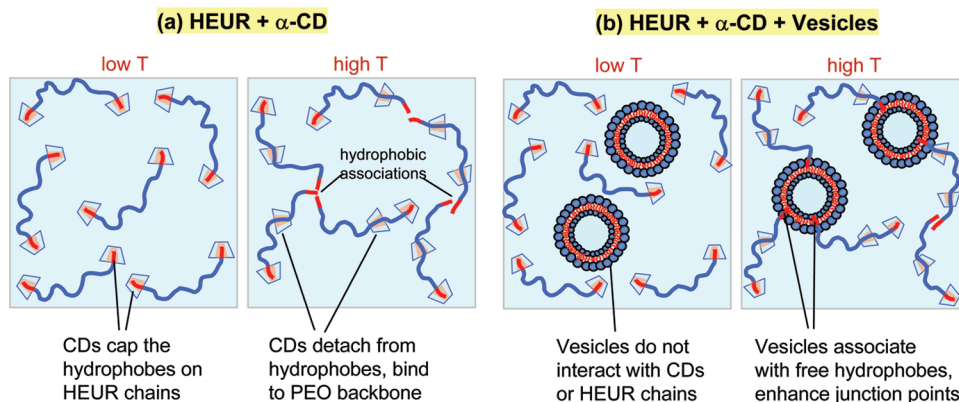 (a) HEUR + α-CD
low T
high T
hydrophobic
associations
CDs cap the
hydrophobes on
HEUR chains
CDs detach from
hydrophobes, bind
to PEO backbone
(b) HEUR + α-CD + Vesicles
low T
high T
Vesicles do not
interact with CDs
or HEUR chains
Vesicles associate
with free hydrophobes,
enhance junction points